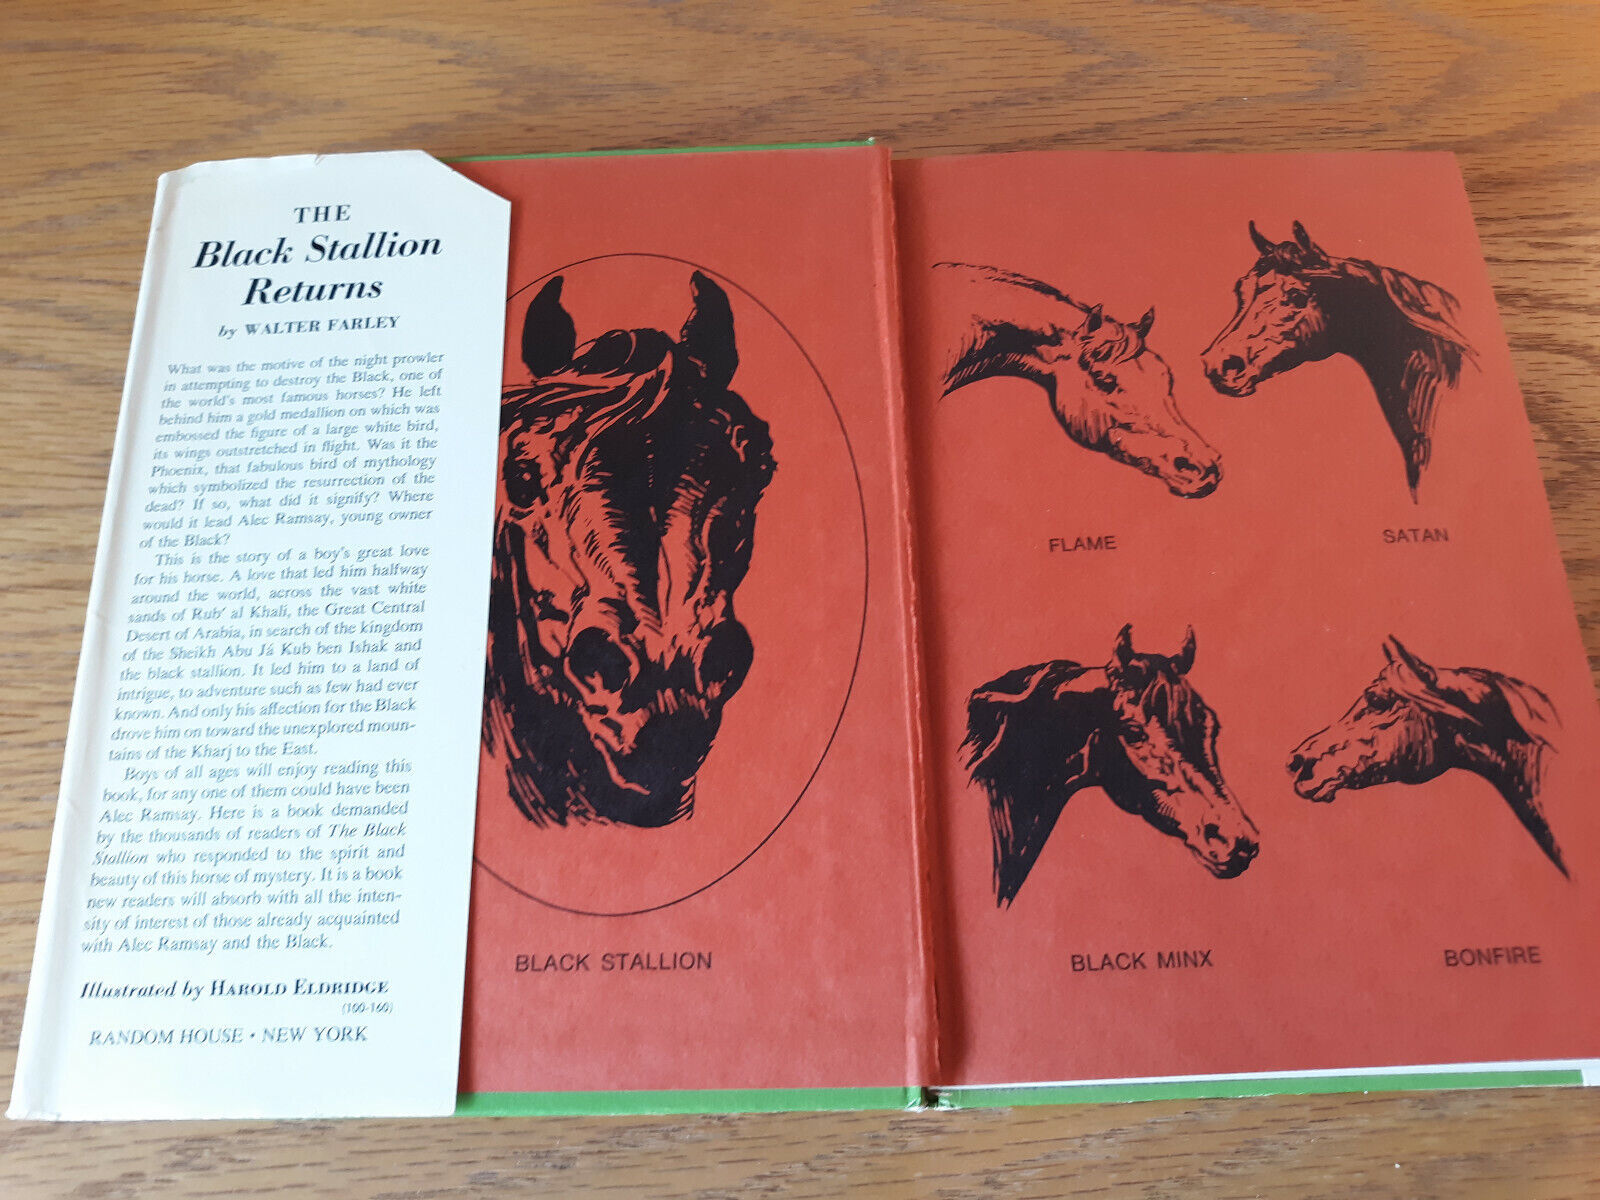 THE
Black Stallion
Returns
by WALTER FARLEY
What was the motive of the night prowler
in attempting to destroy the Black, one of
the world's most famous horses? He left
behind him a gold medallion on which was
embossed the figure of a large white bird,
its wings outstretched in flight. Was it the
Phoenix, that fabulous bird of mythology
which symbolized the resurrection of the
dead? If so, what did it signify? Where
would it lead Alec Ramsay, young owner
of the Black?
This is the story of a boy's great love
for his horse. A love that led him halfway
around the world, across the vast white
sands of Rub' al Khali, the Great Central
Desert of Arabia, in search of the kingdom
of the Sheikh Abu Já Kub ben Ishak and
the black stallion. It led him to a land of
intrigue, to adventure such as few had ever
known. And only his affection for the Black
drove him on toward the unexplored moun-
tains of the Kharj to the East.
Boys of all ages will enjoy reading this
book, for any one of them could have been
Alec Ramsay. Here is a book demanded
by the thousands of readers of The Black
Stallion who responded to the spirit and
beauty of this horse of mystery. It is a book
new readers will absorb with all the inten-
sity of interest of those already acquainted
with Alec Ramsay and the Black.
Illustrated by HAROLD ELDRIDGE
(100-160)
RANDOM HOUSE • NEW YORK
BLACK STALLION
FLAME
SATAN
BLACK MINX
BONFIRE